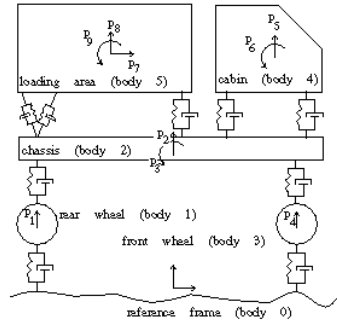 P8
P9
P7
P5
P6
loading area (body 5)
cabin (body 4)
P2
chassis (body 2)
P3
P1
rear wheel (body 1)
P4
front wheel (body 3)
reference frame (body 0)